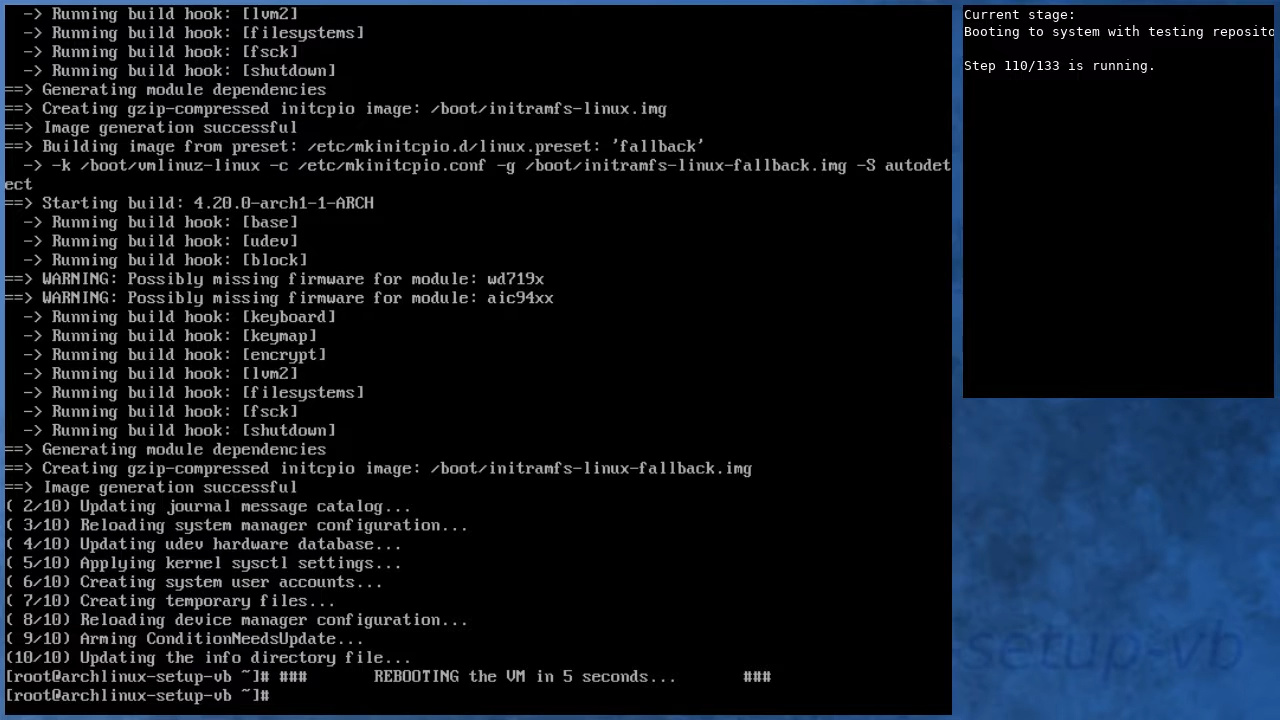 -> Running build hook: [lvm2]
  -> Running build hook: [filesystems]
  -> Running build hook: [fsck]
  -> Running build hook: [shutdown]
==> Generating module dependencies
==> Creating gzip-compressed initcpio image: /boot/initramfs-linux.img
==> Image generation successful
==> Building image from preset: /etc/mkinitcpio.d/linux.preset: 'fallback'
  -> -k /boot/vmlinuz-linux -c /etc/mkinitcpio.conf -g /boot/initramfs-linux-fallback.img -S autodet
ect
==> Starting build: 4.20.0-arch1-1-ARCH
  -> Running build hook: [base]
  -> Running build hook: [udev]
  -> Running build hook: [block]
==> WARNING: Possibly missing firmware for module: wd719x
==> WARNING: Possibly missing firmware for module: aic94xx
  -> Running build hook: [keyboard]
  -> Running build hook: [keymap]
  -> Running build hook: [encrypt]
  -> Running build hook: [lvm2]
  -> Running build hook: [filesystems]
  -> Running build hook: [fsck]
  -> Running build hook: [shutdown]
==> Generating module dependencies
==> Creating gzip-compressed initcpio image: /boot/initramfs-linux-fallback.img
==> Image generation successful
( 2/10) Updating journal message catalog...
( 3/10) Reloading system manager configuration...
( 4/10) Updating udev hardware database...
( 5/10) Applying kernel sysctl settings...
( 6/10) Creating system user accounts...
( 7/10) Creating temporary files...
( 8/10) Reloading device manager configuration...
( 9/10) Arming ConditionNeedsUpdate...
(10/10) Updating the info directory file...
[root@archlinux-setup-vb ~]# ###       REBOOTING the VM in 5 seconds...       ###
[root@archlinux-setup-vb ~]#
Current stage:
Booting to system with testing reposito
Step 110/133 is running.
-setup-vb